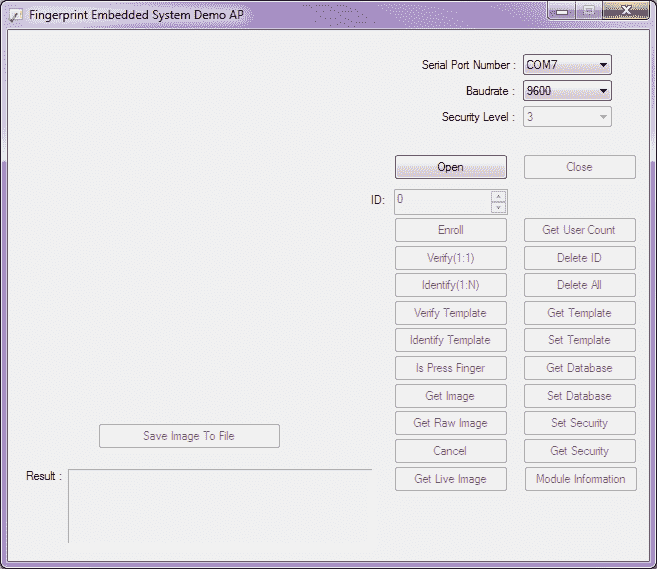 Fingerprint Embedded System Demo AP
Serial Port Number : COM7
Baudrate : 9600
Security Level : 3
Open Close
ID: 0
Enroll Get User Count
Verify(1:1) Delete ID
Identify(1:N) Delete All
Verify Template Get Template
Identify Template Set Template
Is Press Finger Get Database
Get Image Set Database
Get Raw Image Set Security
Save Image To File
Cancel Get Security
Result :
Get Live Image Module Information